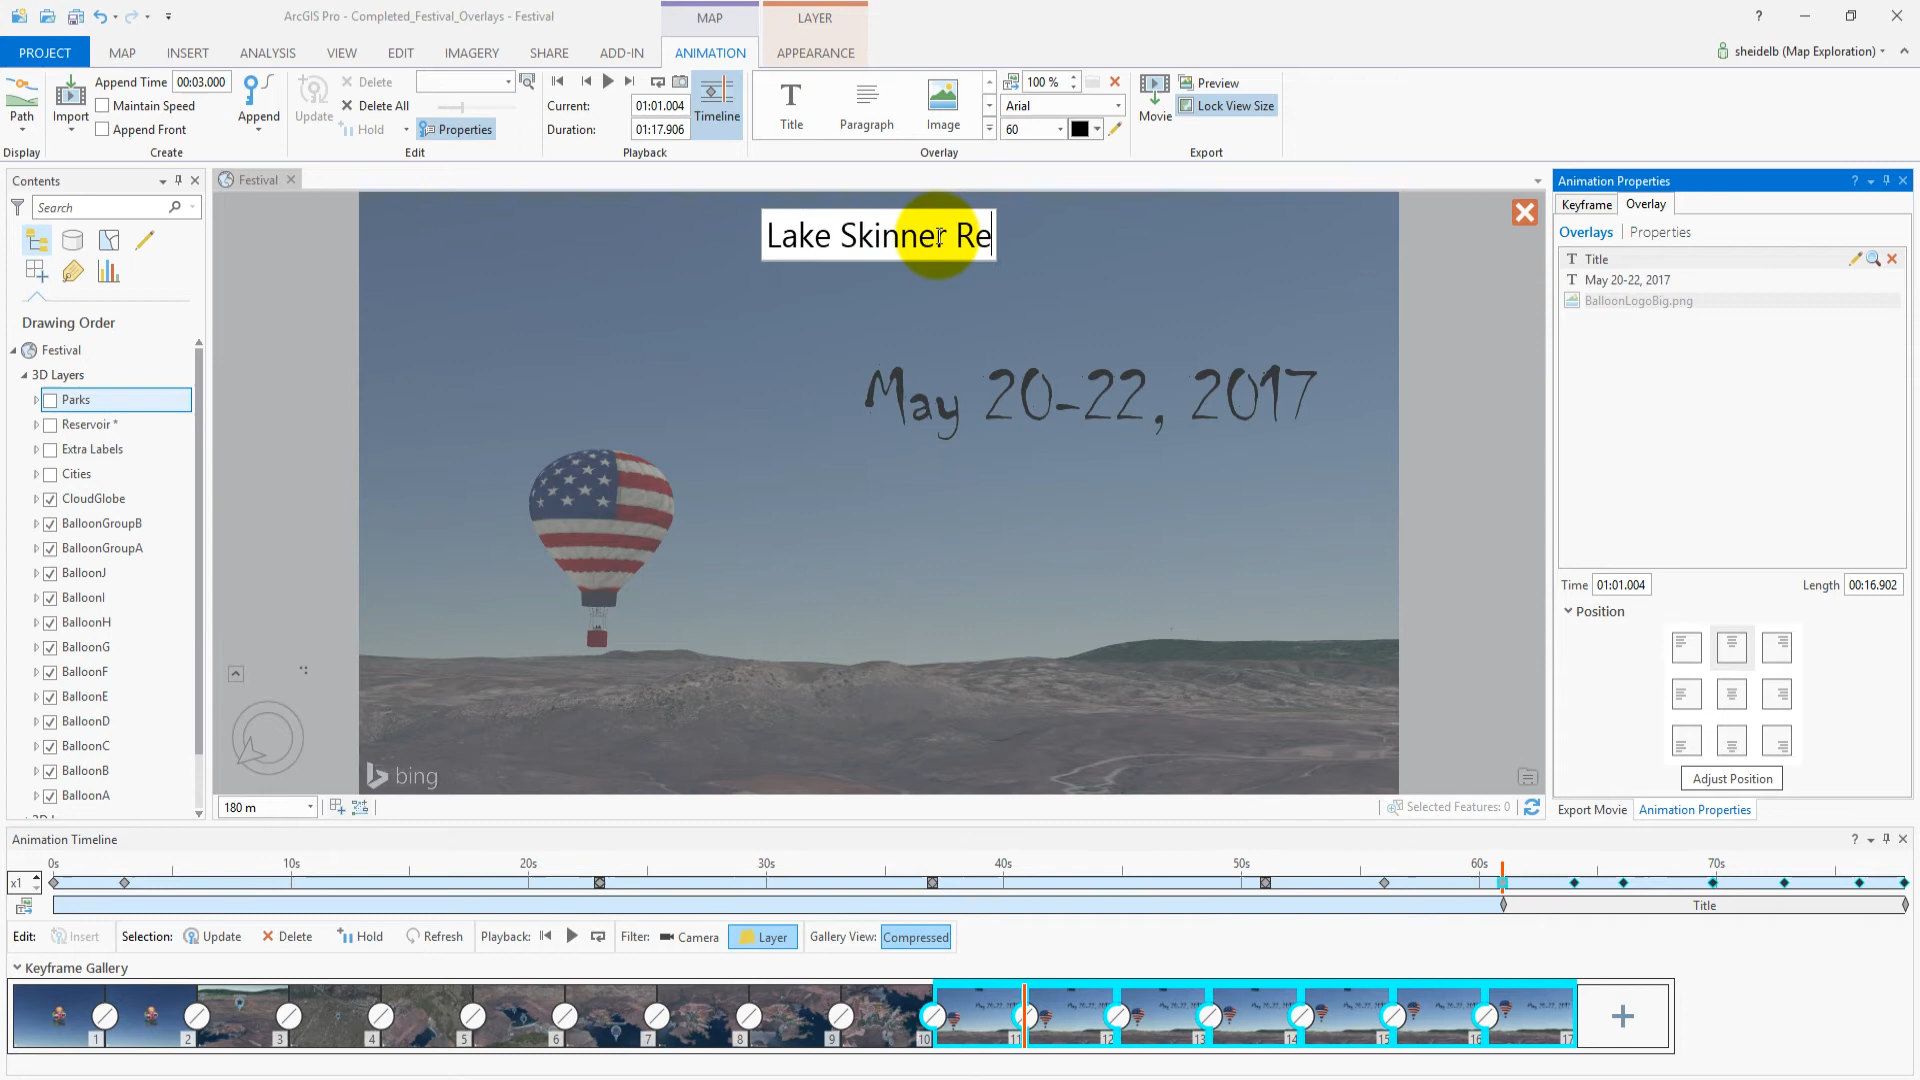 ArcGIS Pro - Completed_Festival_Overlays - Festival
MAP
LAYER
PROJECT MAP INSERT ANALYSIS VIEW EDIT IMAGERY SHARE ADD-IN ANIMATION APPEARANCE
sheidelb (Map Exploration)
Path
Display
Import
Append Time 00:03.000
Maintain Speed
Append Front
Append
Create
Update
Delete
Delete All
Hold
Properties
Edit
Current: 01:01.004
Duration: 01:17.906
Timeline
Playback
Title
Paragraph
Image
100 %
Arial
60
Overlay
Movie
Preview
Lock View Size
Export
Contents
Search
Drawing Order
Festival
3D Layers
Parks
Reservoir *
Extra Labels
Cities
CloudGlobe
BalloonGroupB
BalloonGroupA
BalloonJ
BalloonI
BalloonH
BalloonG
BalloonF
BalloonE
BalloonD
BalloonC
BalloonB
BalloonA
Festival
Lake Skinner Re
May 20-22, 2017
bing
180 m
Selected Features: 0
Animation Properties
Keyframe Overlay
Overlays | Properties
Title
May 20-22, 2017
BalloonLogoBig.png
Time 01:01.004 Length 00:16.902
Position
Adjust Position
Export Movie Animation Properties
Animation Timeline
0s 10s 20s 30s 40s 50s 60s 70s
x1
Title
Edit: Insert Selection: Update Delete Hold Refresh Playback: Filter: Camera Layer Gallery View: Compressed
Keyframe Gallery
1 2 3 4 5 6 7 8 9 10 11 12 13 14 15 16 17